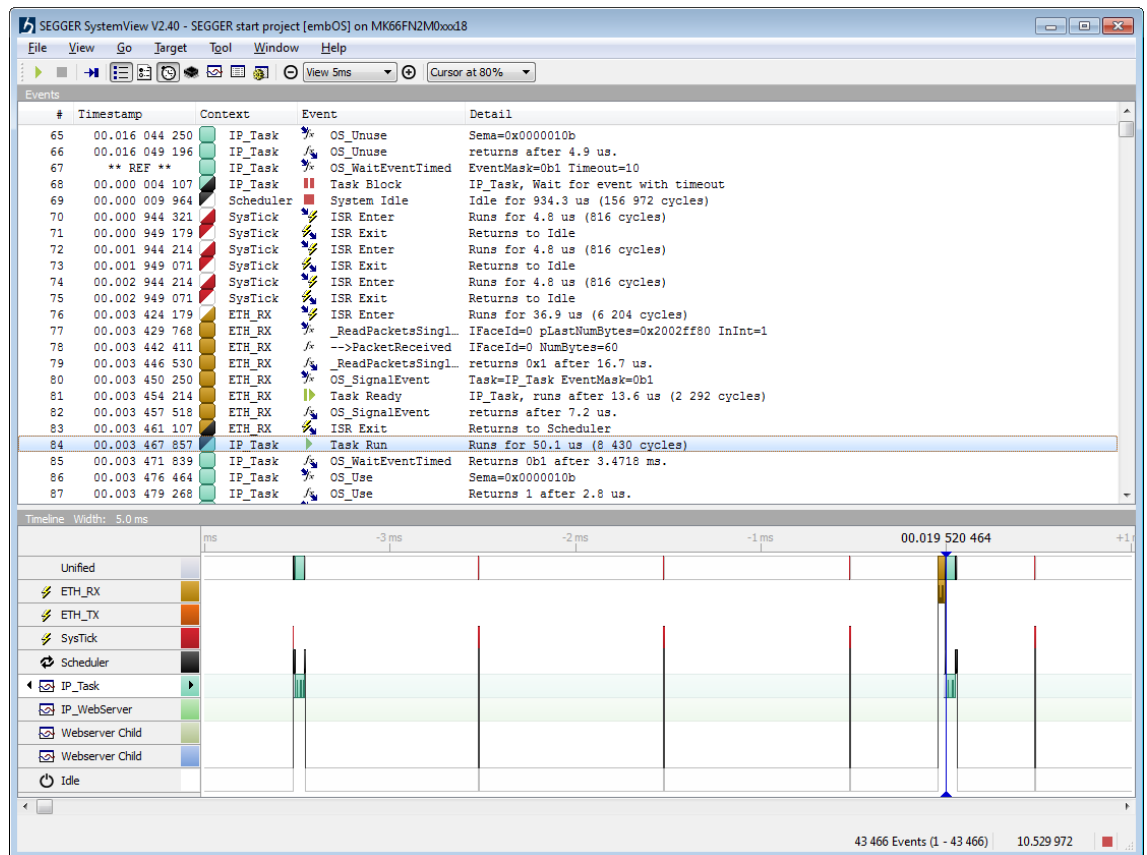 SEGGER SystemView V2.40 - SEGGER start project [embOS] on MK66FN2M0xxx18
File View Go Target Tool Window Help
View 5ms Cursor at 80%
Events
# Timestamp Context Event Detail
65 00.016 044 250 IP_Task OS_Unuse Sema=0x0000010b
66 00.016 049 196 IP_Task OS_Unuse returns after 4.9 us.
67 ** REF ** IP_Task OS_WaitEventTimed EventMask=0b1 Timeout=10
68 00.000 004 107 IP_Task Task Block IP_Task, Wait for event with timeout
69 00.000 009 964 Scheduler System Idle Idle for 934.3 us (156 972 cycles)
70 00.000 944 321 SysTick ISR Enter Runs for 4.8 us (816 cycles)
71 00.000 949 179 SysTick ISR Exit Returns to Idle
72 00.001 944 214 SysTick ISR Enter Runs for 4.8 us (816 cycles)
73 00.001 949 071 SysTick ISR Exit Returns to Idle
74 00.002 944 214 SysTick ISR Enter Runs for 4.8 us (816 cycles)
75 00.002 949 071 SysTick ISR Exit Returns to Idle
76 00.003 424 179 ETH_RX ISR Enter Runs for 36.9 us (6 204 cycles)
77 00.003 429 768 ETH_RX _ReadPacketsSingl… IFaceId=0 pLastNumBytes=0x2002ff80 InInt=1
78 00.003 442 411 ETH_RX -->PacketReceived IFaceId=0 NumBytes=60
79 00.003 446 530 ETH_RX _ReadPacketsSingl… returns 0x1 after 16.7 us.
80 00.003 450 250 ETH_RX OS_SignalEvent Task=IP_Task EventMask=0b1
81 00.003 454 214 ETH_RX Task Ready IP_Task, runs after 13.6 us (2 292 cycles)
82 00.003 457 518 ETH_RX OS_SignalEvent returns after 7.2 us.
83 00.003 461 107 ETH_RX ISR Exit Returns to Scheduler
84 00.003 467 857 IP_Task Task Run Runs for 50.1 us (8 430 cycles)
85 00.003 471 839 IP_Task OS_WaitEventTimed Returns 0b1 after 3.4718 ms.
86 00.003 476 464 IP_Task OS_Use Sema=0x0000010b
87 00.003 479 268 IP_Task OS_Use Returns 1 after 2.8 us.
Timeline Width: 5.0 ms
ms -3 ms -2 ms -1 ms 00.019 520 464 +1
Unified
ETH_RX
ETH_TX
SysTick
Scheduler
IP_Task
IP_WebServer
Webserver Child
Webserver Child
Idle
43 466 Events (1 - 43 466) 10.529 972